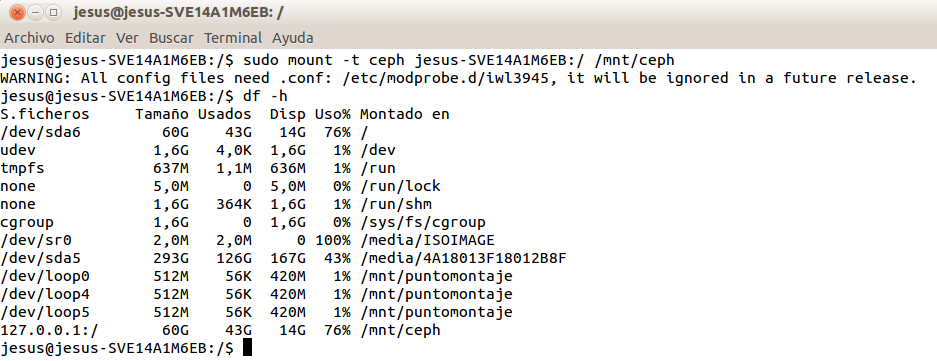 jesus@jesus-SVE14A1M6EB: /
Archivo Editar Ver Buscar Terminal Ayuda
jesus@jesus-SVE14A1M6EB:/$ sudo mount -t ceph jesus-SVE14A1M6EB:/ /mnt/ceph
WARNING: All config files need .conf: /etc/modprobe.d/iwl3945, it will be ignored in a future release.
jesus@jesus-SVE14A1M6EB:/$ df -h
S.ficheros Tamaño Usados Disp Uso% Montado en
/dev/sda6 60G 43G 14G 76% /
udev 1,6G 4,0K 1,6G 1% /dev
tmpfs 637M 1,1M 636M 1% /run
none 5,0M 0 5,0M 0% /run/lock
none 1,6G 364K 1,6G 1% /run/shm
cgroup 1,6G 0 1,6G 0% /sys/fs/cgroup
/dev/sr0 2,0M 2,0M 0 100% /media/ISOIMAGE
/dev/sda5 293G 126G 167G 43% /media/4A18013F18012B8F
/dev/loop0 512M 56K 420M 1% /mnt/puntomontaje
/dev/loop4 512M 56K 420M 1% /mnt/puntomontaje
/dev/loop5 512M 56K 420M 1% /mnt/puntomontaje
127.0.0.1:/ 60G 43G 14G 76% /mnt/ceph
jesus@jesus-SVE14A1M6EB:/$